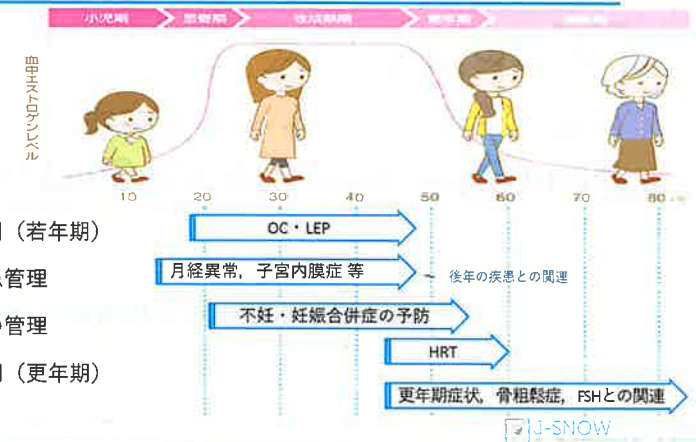 小児期 思春期 性成熟期 更年期
血中エストロゲンレベル
10 20 30 40 50 60 70 80
（若年期）
OC・LEP
管理
月経異常，子宮内膜症 等
後年の疾患との関連
管理
不妊・妊娠合併症の予防
HRT
（更年期）
更年期症状，骨粗鬆症，FSHとの関連
J-SNOW